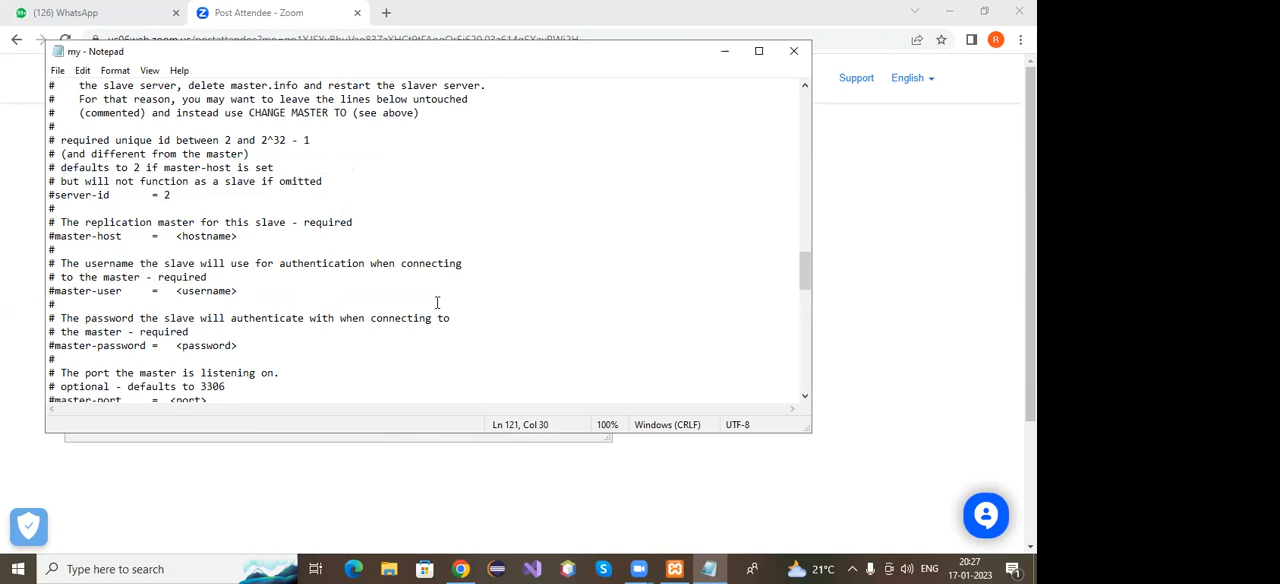 (126) WhatsApp
Post Attendee - Zoom
my - Notepad
File Edit Format View Help
Support
English
# the slave server, delete master.info and restart the slaver server.
# For that reason, you may want to leave the lines below untouched
# (commented) and instead use CHANGE MASTER TO (see above)
#
# required unique id between 2 and 2^32 - 1
# (and different from the master)
# defaults to 2 if master-host is set
# but will not function as a slave if omitted
#server-id = 2
#
# The replication master for this slave - required
#master-host = <hostname>
#
# The username the slave will use for authentication when connecting
# to the master - required
#master-user = <username>
#
# The password the slave will authenticate with when connecting to
# the master - required
#master-password = <password>
#
# The port the master is listening on.
# optional - defaults to 3306
#master-port = <port>
Ln 121, Col 30
100%
Windows (CRLF)
UTF-8
Type here to search
21°C
ENG
20:27
17-01-2023